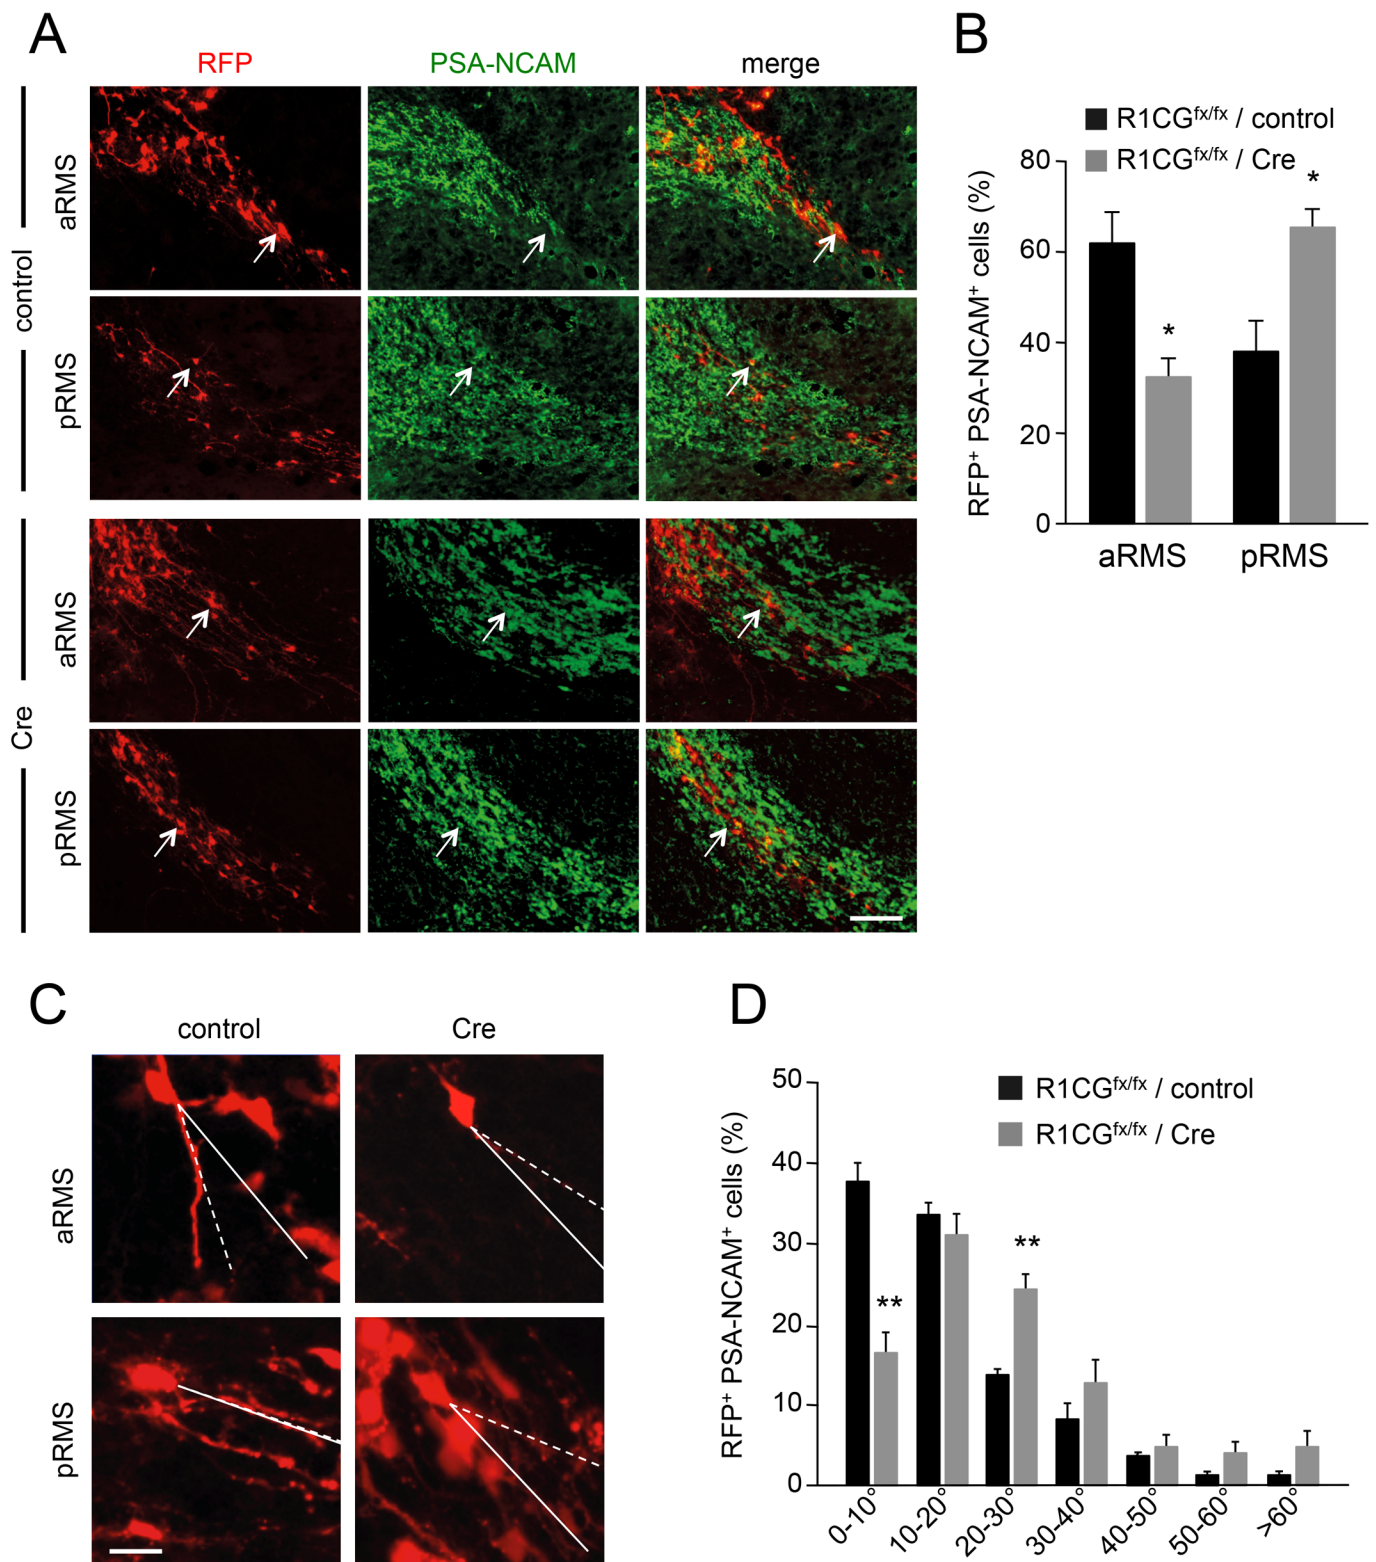 A
RFP
PSA-NCAM
merge
control
aRMS
pRMS
Cre
aRMS
pRMS
B
R1CGfx/fx / control
R1CGfx/fx / Cre
RFP+ PSA-NCAM+ cells (%)
80
60
40
20
0
*
*
aRMS
pRMS
C
control
Cre
aRMS
pRMS
D
R1CGfx/fx / control
R1CGfx/fx / Cre
RFP+ PSA-NCAM+ cells (%)
50
40
30
20
10
0
**
**
0-10°
10-20°
20-30°
30-40°
40-50°
50-60°
>60°